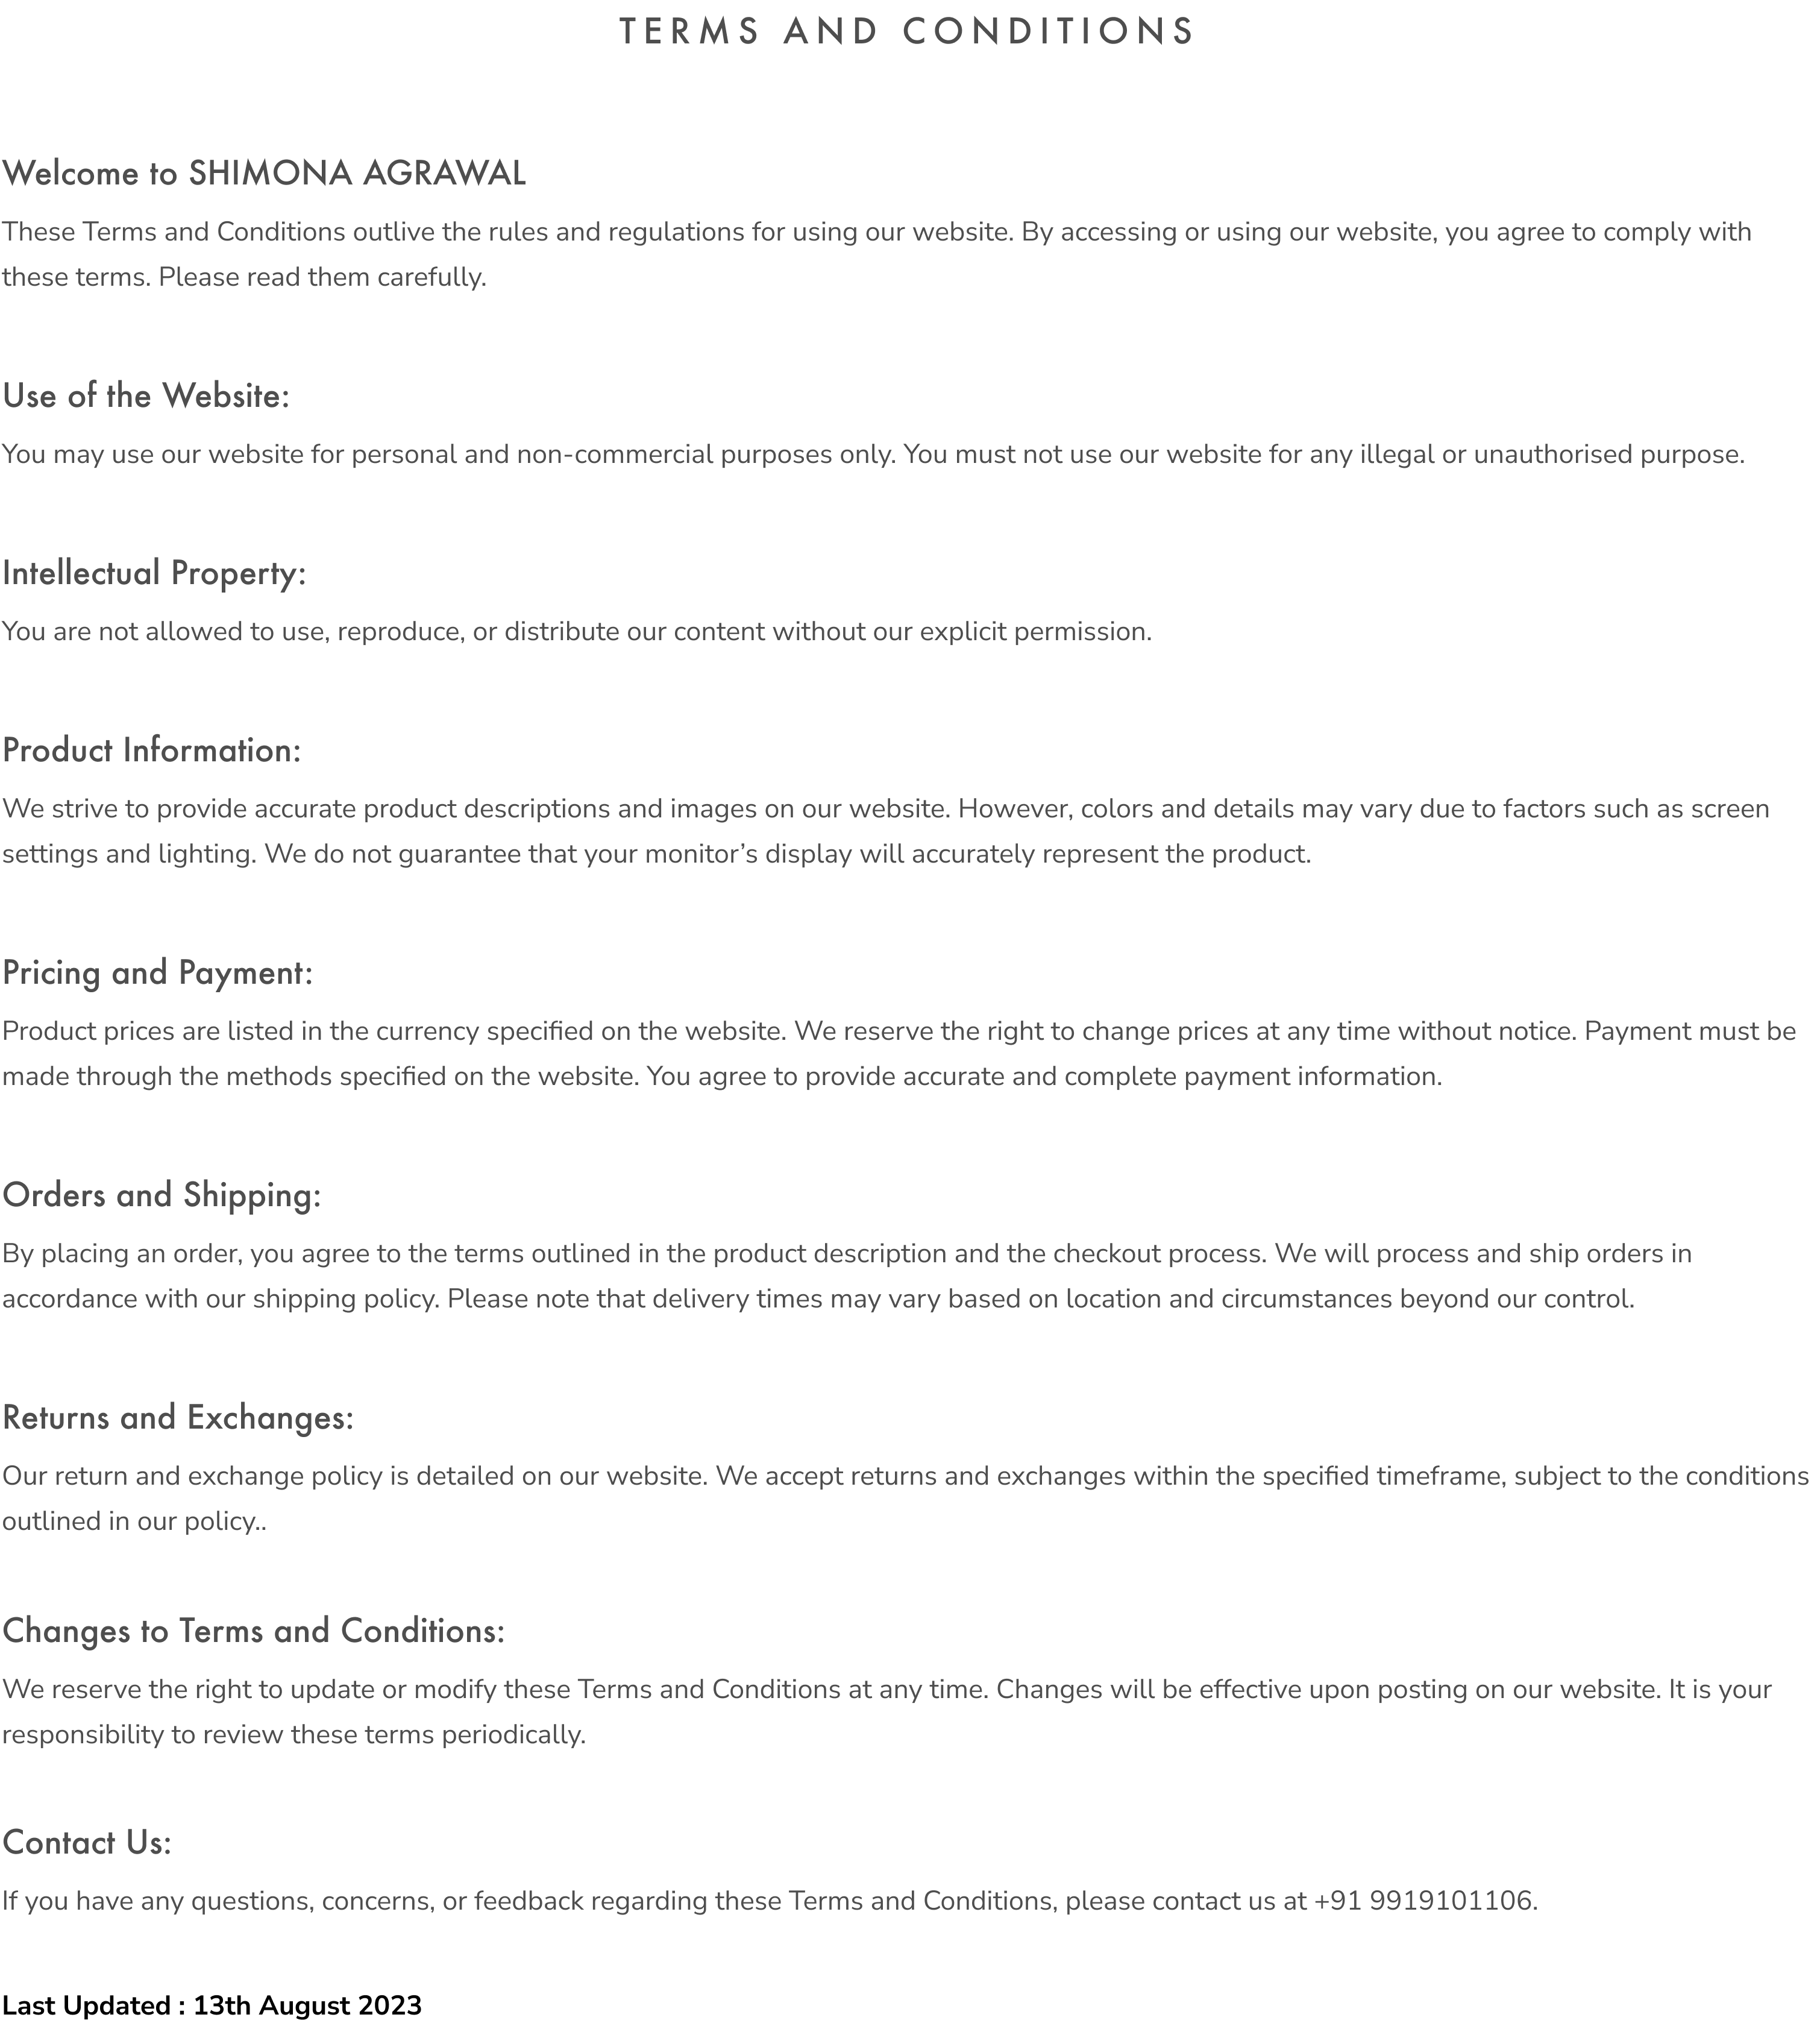 TERMS AND CONDITIONS
Welcome to SHIMONA AGRAWAL
These Terms and Conditions outlive the rules and regulations for using our website. By accessing or using our website, you agree to comply with
these terms. Please read them carefully.
Use of the Website:
You may use our website for personal and non-commercial purposes only. You must not use our website for any illegal or unauthorised purpose.
Intellectual Property:
You are not allowed to use, reproduce, or distribute our content without our explicit permission.
Product Information:
We strive to provide accurate product descriptions and images on our website. However, colors and details may vary due to factors such as screen
settings and lighting. We do not guarantee that your monitor’s display will accurately represent the product.
Pricing and Payment:
Product prices are listed in the currency specified on the website. We reserve the right to change prices at any time without notice. Payment must be
made through the methods specified on the website. You agree to provide accurate and complete payment information.
Orders and Shipping:
By placing an order, you agree to the terms outlined in the product description and the checkout process. We will process and ship orders in
accordance with our shipping policy. Please note that delivery times may vary based on location and circumstances beyond our control.
Returns and Exchanges:
Our return and exchange policy is detailed on our website. We accept returns and exchanges within the specified timeframe, subject to the conditions
outlined in our policy..
Changes to Terms and Conditions:
We reserve the right to update or modify these Terms and Conditions at any time. Changes will be effective upon posting on our website. It is your
responsibility to review these terms periodically.
Contact Us:
If you have any questions, concerns, or feedback regarding these Terms and Conditions, please contact us at +91 9919101106.
Last Updated : 13th August 2023